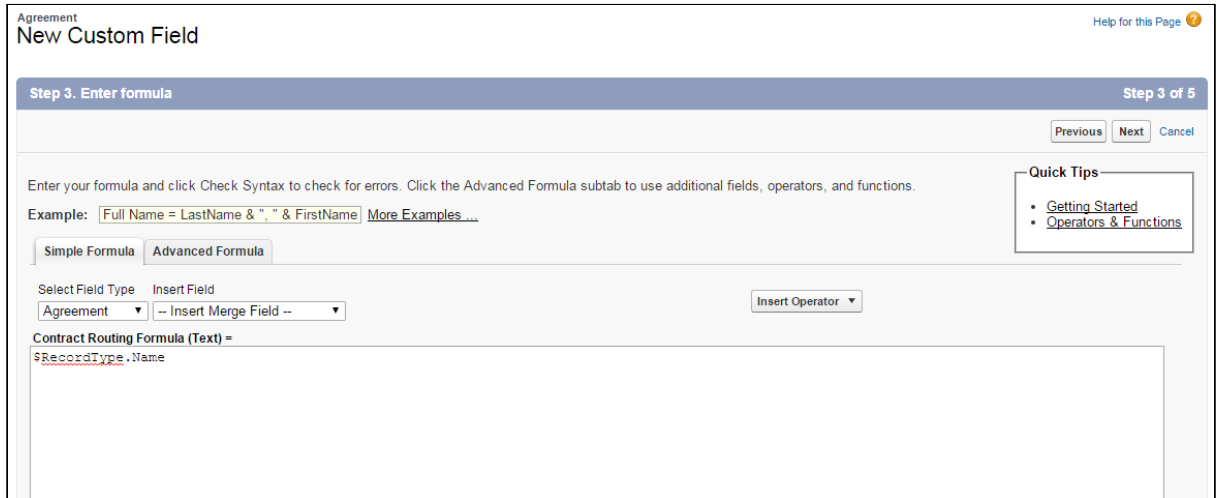 Agreement
New Custom Field
Help for this Page
Step 3. Enter formula
Step 3 of 5
Previous Next Cancel
Quick Tips
Enter your formula and click Check Syntax to check for errors. Click the Advanced Formula subtab to use additional fields, operators, and functions.
• Getting Started
• Operators & Functions
Example: Full Name = LastName & ", " & FirstName More Examples ...
Simple Formula Advanced Formula
Select Field Type Insert Field
Agreement -- Insert Merge Field --
Insert Operator
Contract Routing Formula (Text) =
$RecordType.Name